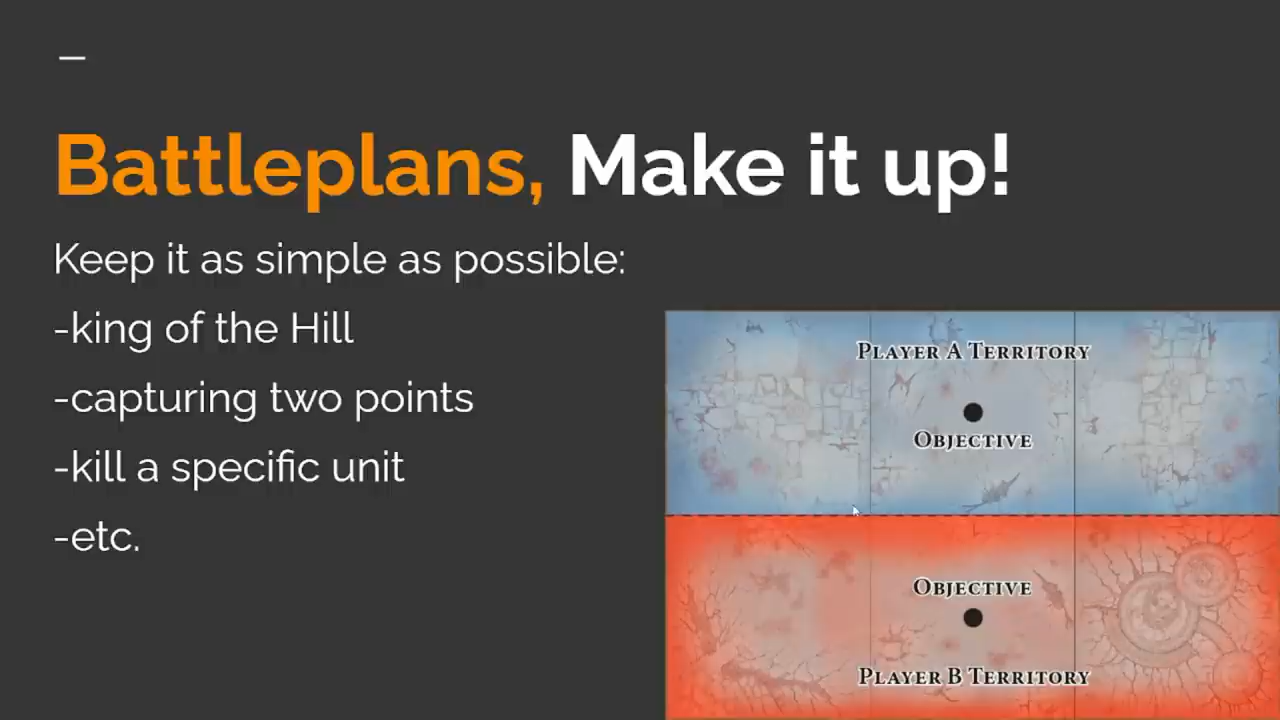 Battleplans, Make it up!
Keep it as simple as possible:
-king of the Hill
-capturing two points
-kill a specific unit
-etc.
Player A Territory
Objective
Objective
Player B Territory